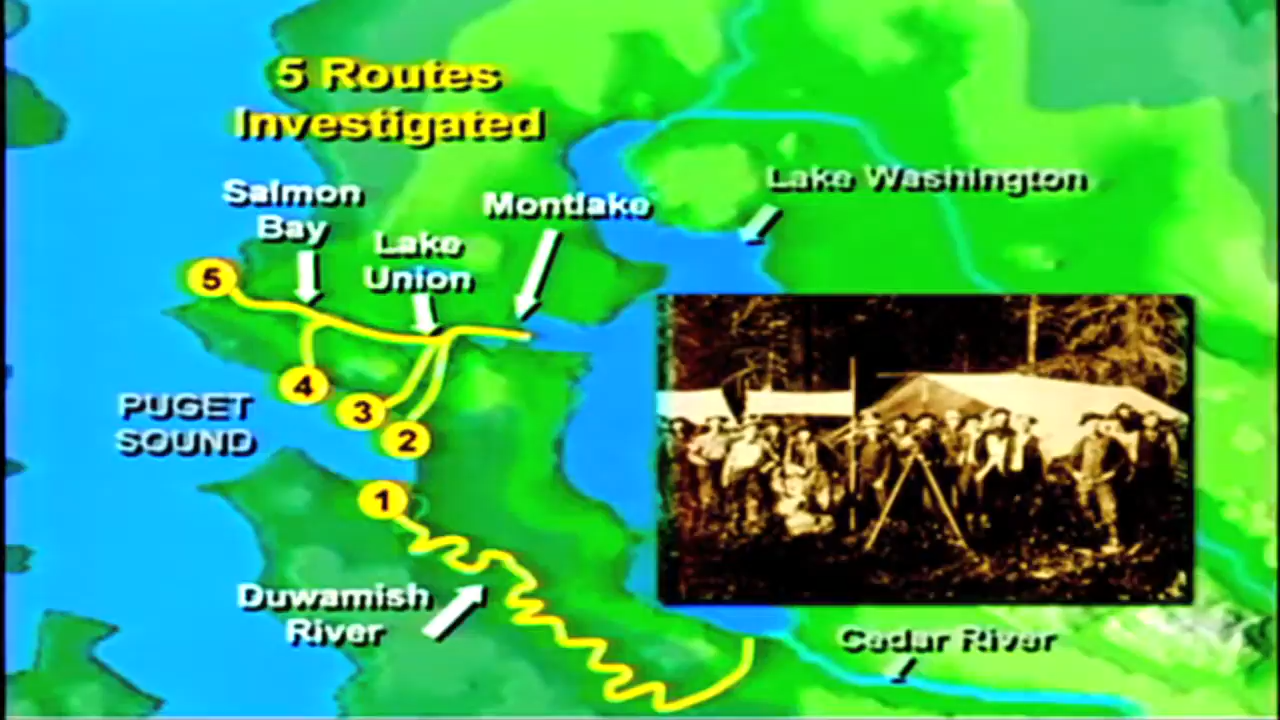 5 Routes
Investigated
Salmon
Bay
Lake
Union
Montlake
Lake Washington
5
4
3
2
1
PUGET
SOUND
Duwamish
River
Cedar River